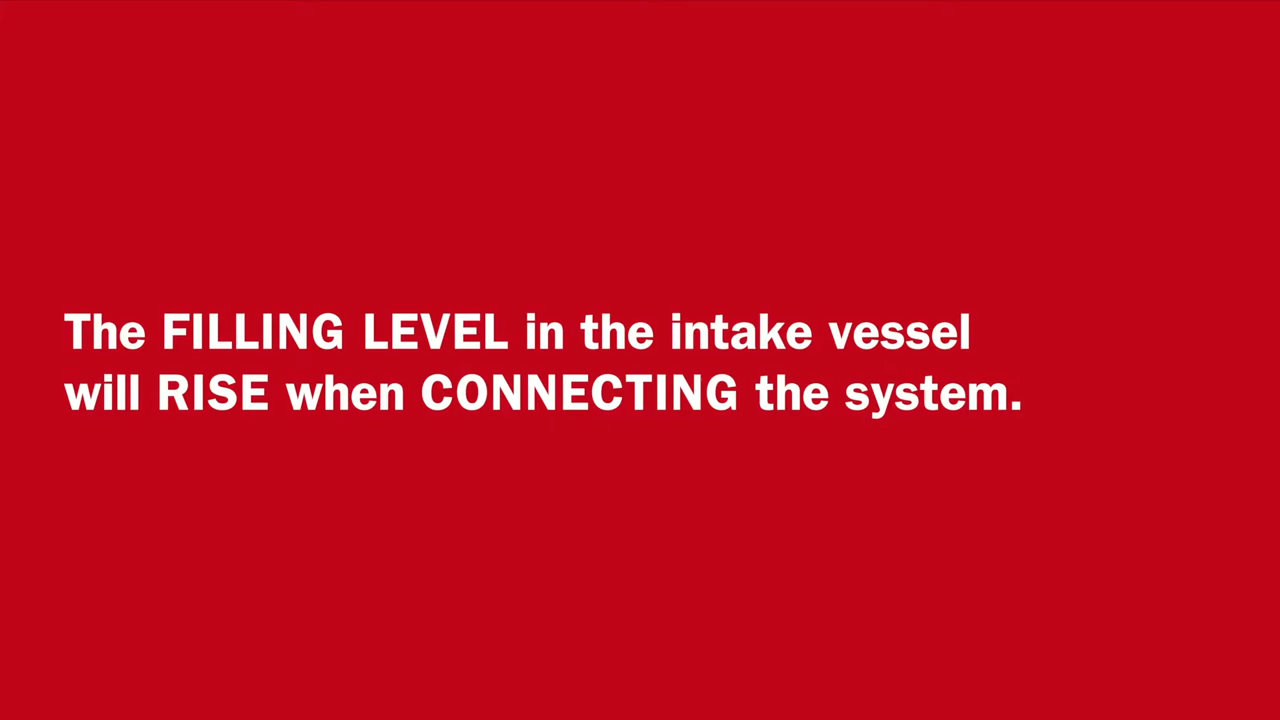 The FILLING LEVEL in the intake vessel
will RISE when CONNECTING the system.